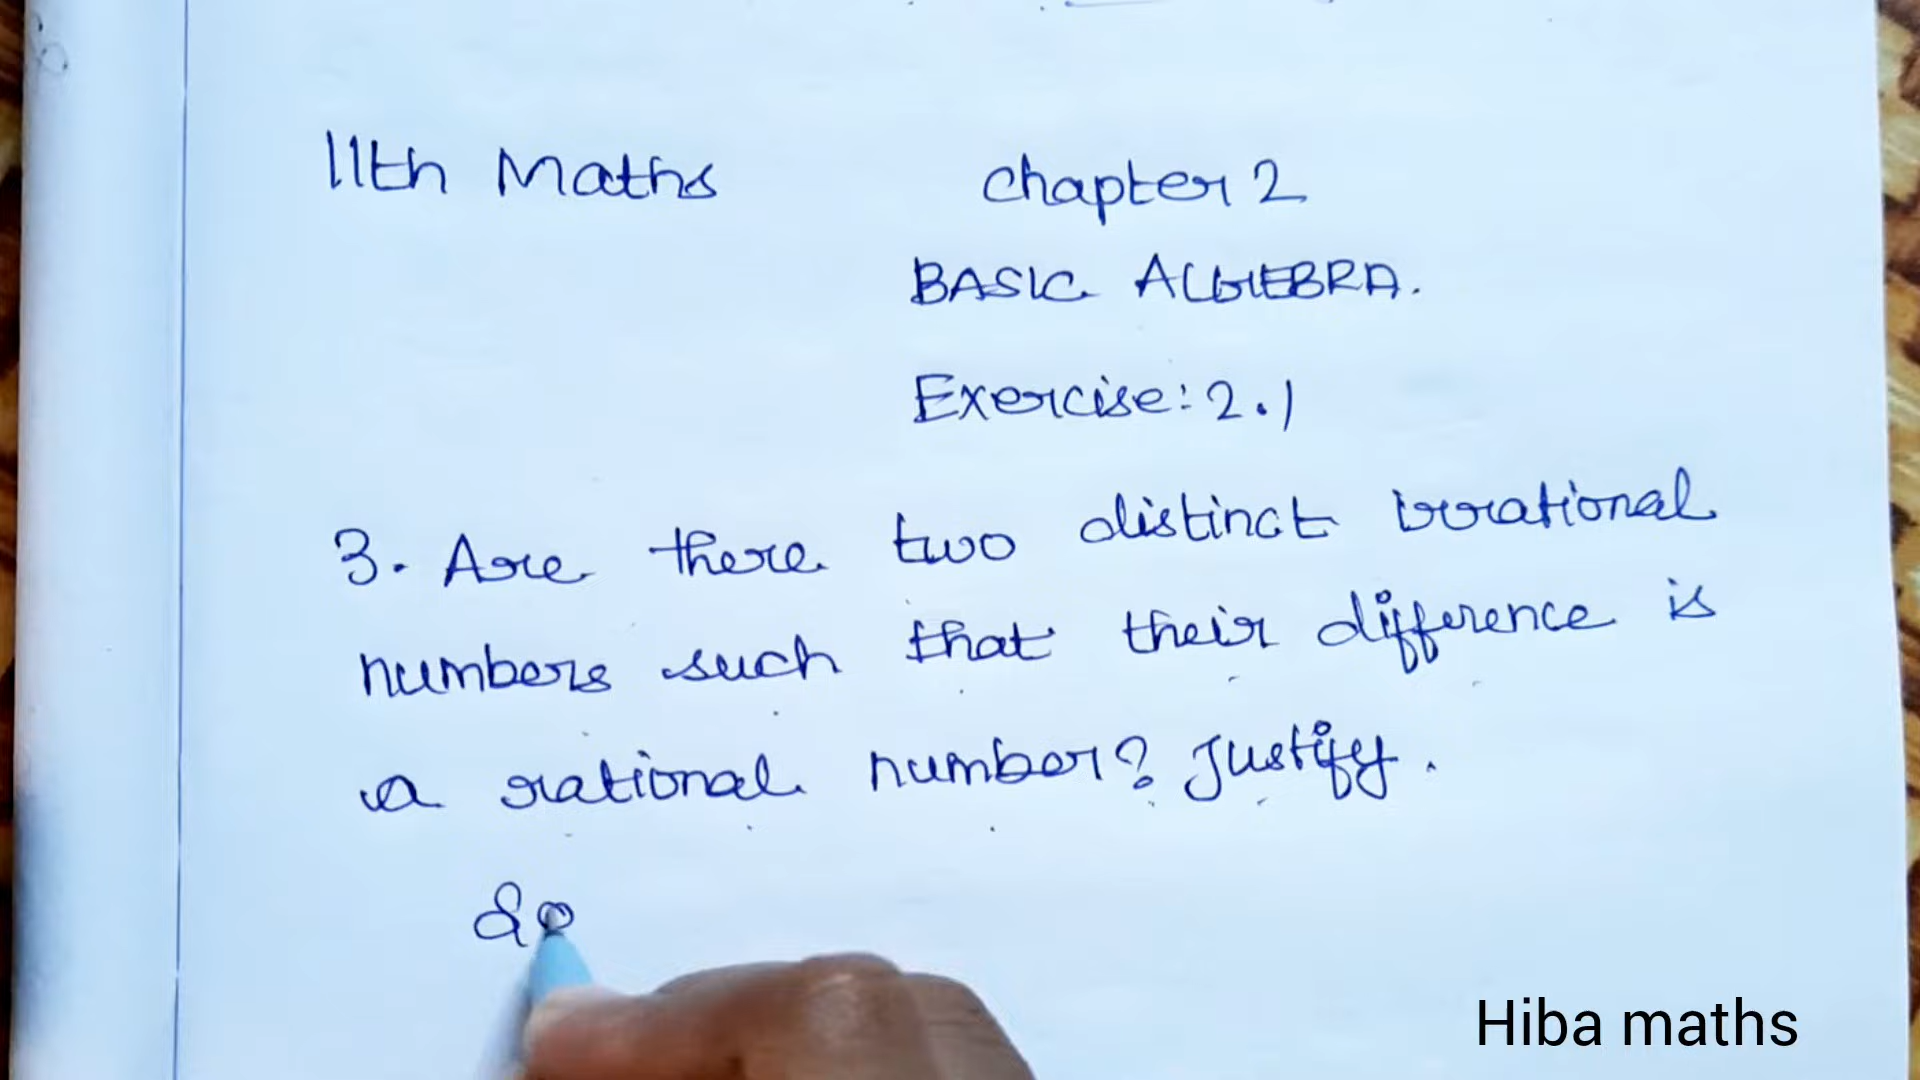 11th Maths chapter 2
BASIC ALGEBRA.
Exercise: 2.1
3. Are there two distinct irrational
numbers such that their difference is
a rational number? Justify.
So
Hiba maths